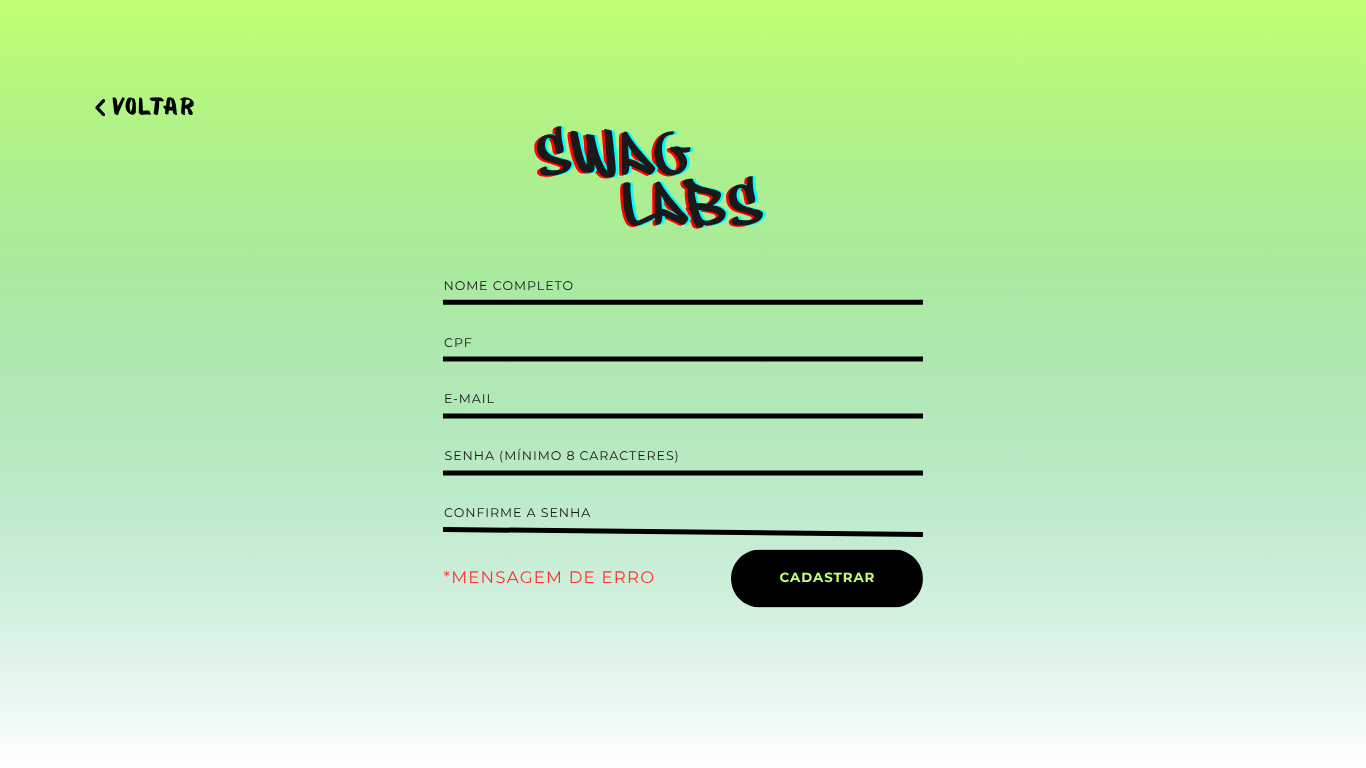 VOLTAR
SWAG
LABS
NOME COMPLETO
CPF
E-MAIL
SENHA (MÍNIMO 8 CARACTERES)
CONFIRME A SENHA
*MENSAGEM DE ERRO
CADASTRAR